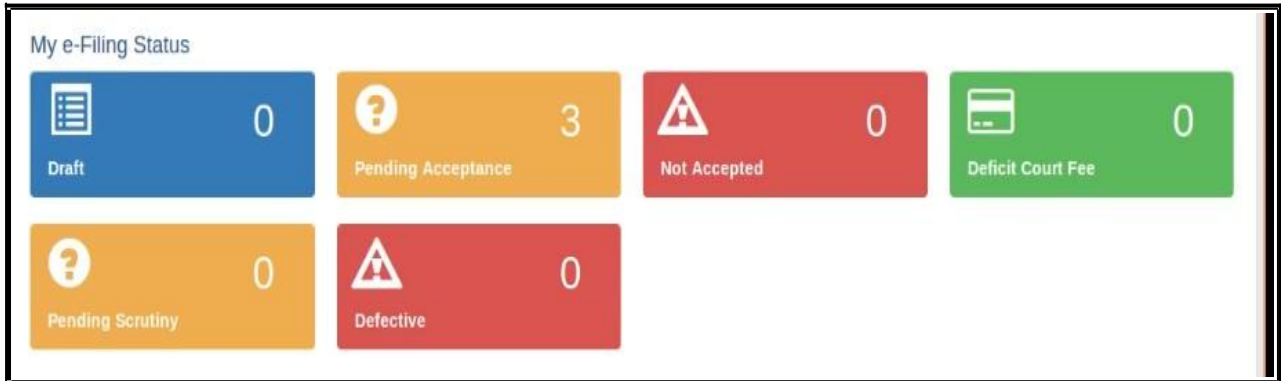 My e-Filing Status
0 3 0 0
Draft Pending Acceptance Not Accepted Deficit Court Fee
0 0
Pending Scrutiny Defective